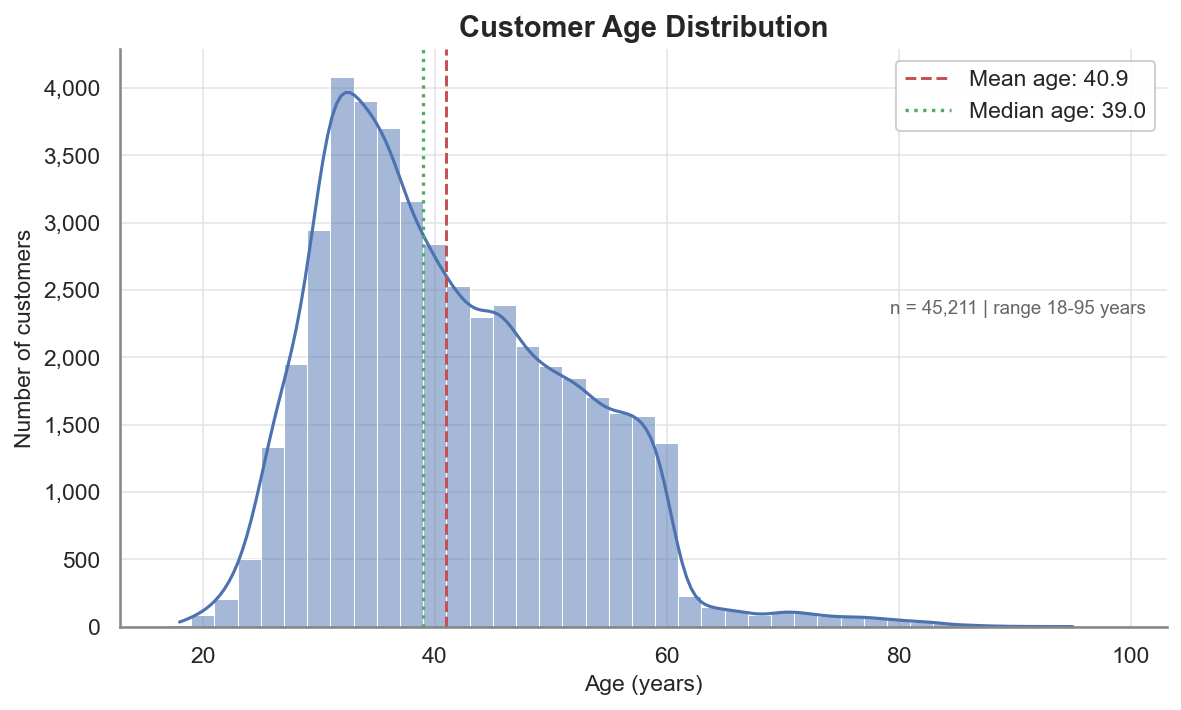 Customer Age Distribution
Mean age: 40.9
Median age: 39.0
4,000
3,500
3,000
2,500
2,000
1,500
1,000
500
0
Number of customers
n = 45,211 | range 18-95 years
20 40 60 80 100
Age (years)